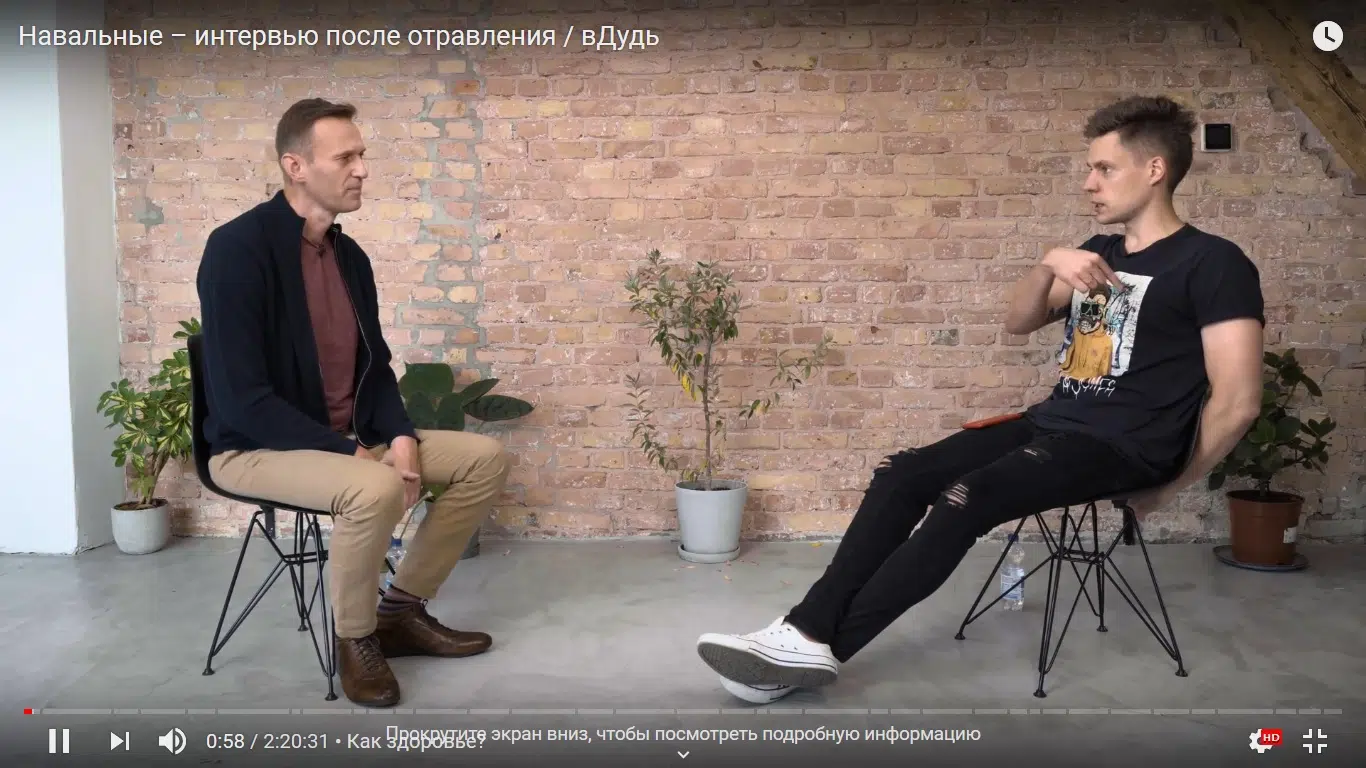 Навальные – интервью после отравления / вДудь
Прокрутите экран вниз, чтобы посмотреть подробную информацию
0:58 / 2:20:31 • Как здоровье?
HD